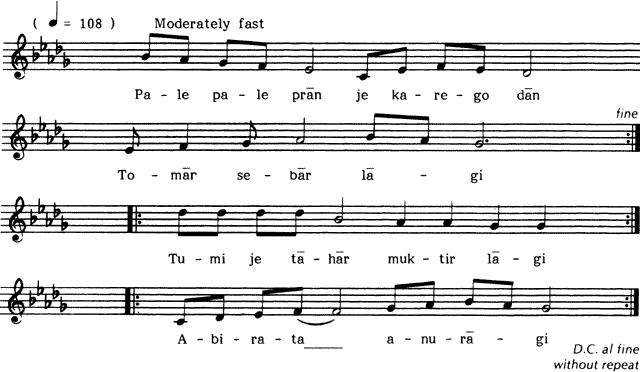 ( ♩ = 108 ) Moderately fast
Pa - le pa - le prān je ka - re - go dān
fine
To - mār se - bār lā - gi
Tu - mi je tā - hār muk - tir lā - gi
A - bi - ra - ta____ a - nu - rā - gi
D.C. al fine
without repeat